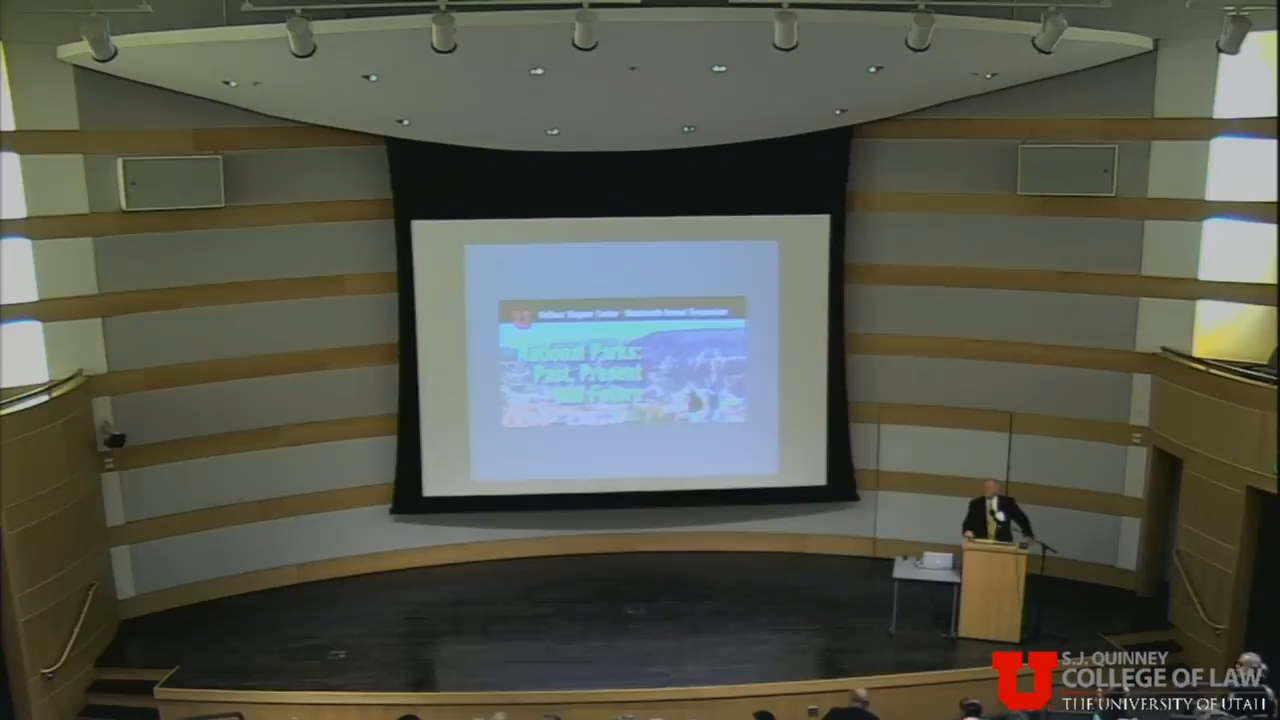 National Parks:
Past, Present
and Future
U
S.J. QUINNEY
COLLEGE OF LAW
THE UNIVERSITY OF UTAH